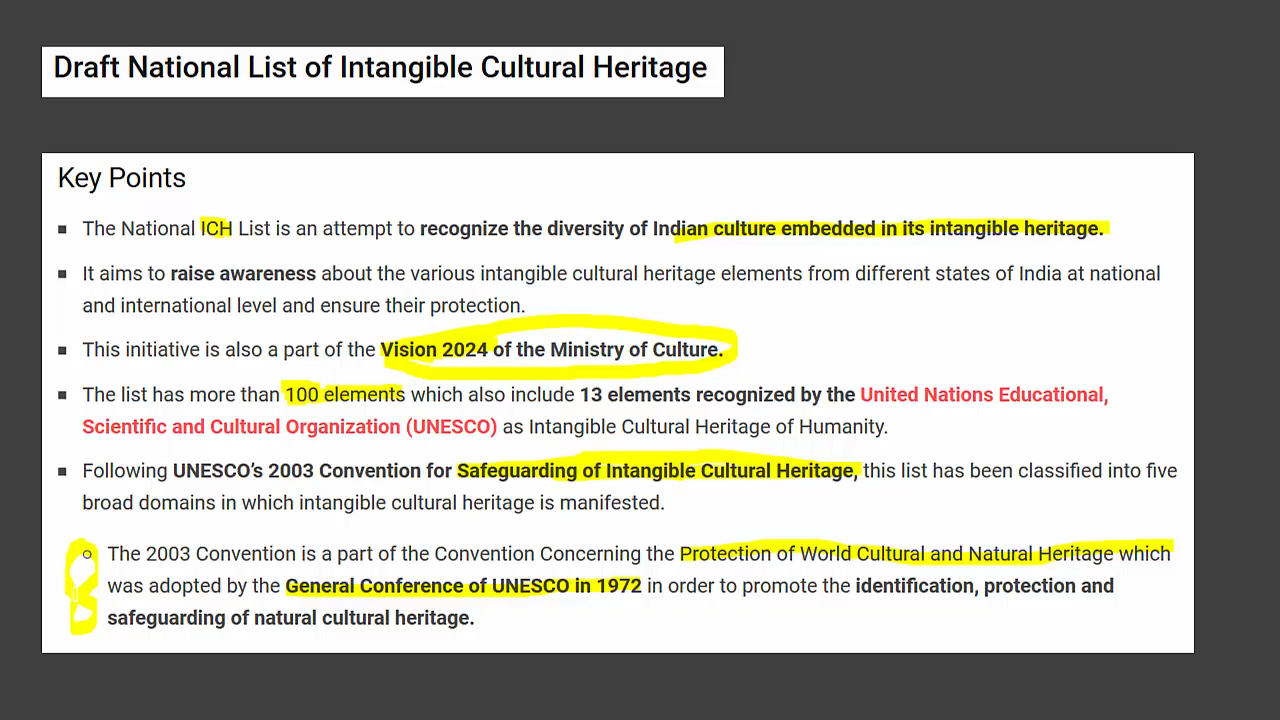 Draft National List of Intangible Cultural Heritage
Key Points
The National ICH List is an attempt to recognize the diversity of Indian culture embedded in its intangible heritage.
It aims to raise awareness about the various intangible cultural heritage elements from different states of India at national
and international level and ensure their protection.
This initiative is also a part of the Vision 2024 of the Ministry of Culture.
The list has more than 100 elements which also include 13 elements recognized by the United Nations Educational,
Scientific and Cultural Organization (UNESCO) as Intangible Cultural Heritage of Humanity.
Following UNESCO's 2003 Convention for Safeguarding of Intangible Cultural Heritage, this list has been classified into five
broad domains in which intangible cultural heritage is manifested.
The 2003 Convention is a part of the Convention Concerning the Protection of World Cultural and Natural Heritage which
was adopted by the General Conference of UNESCO in 1972 in order to promote the identification, protection and
safeguarding of natural cultural heritage.